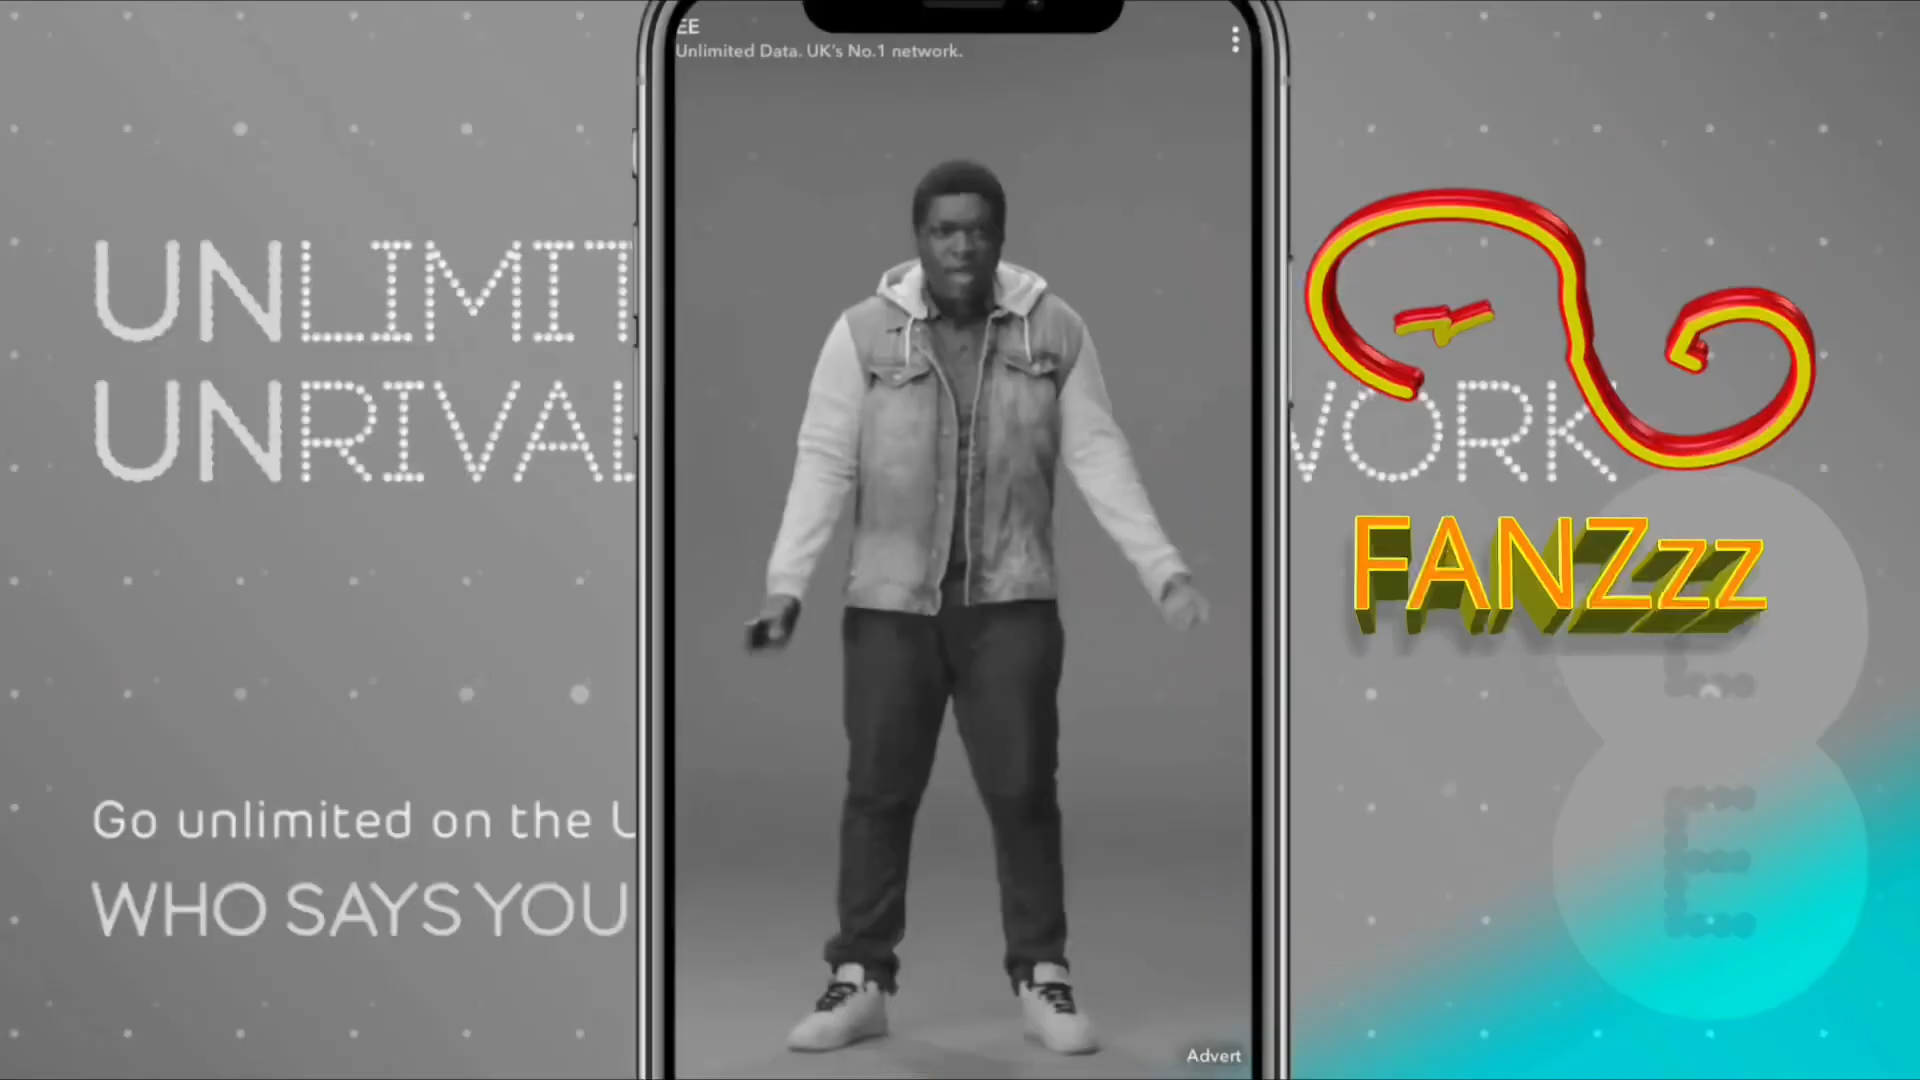 EE
Unlimited Data. UK's No.1 network.
UNLIMIT
UNRIVAL
WORK
FANZzz
E
Go unlimited on the U
WHO SAYS YOU
Advert